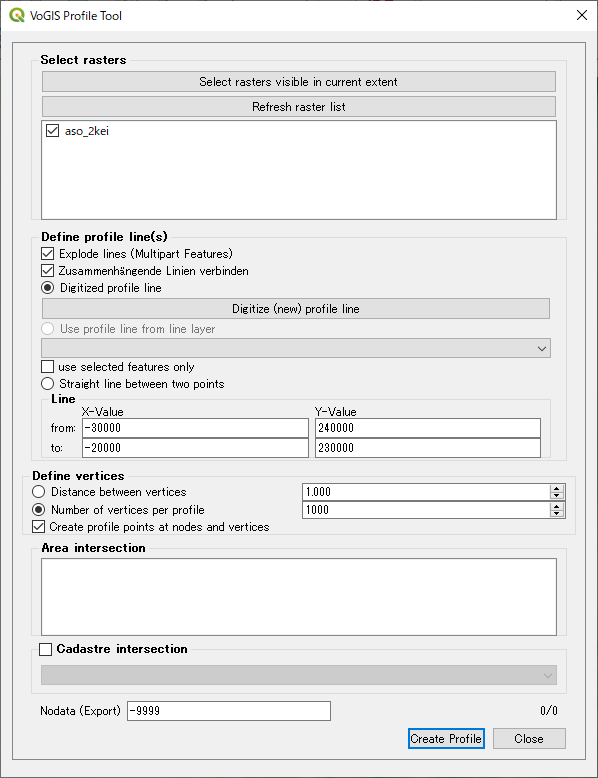 VoGIS Profile Tool
Select rasters
Select rasters visible in current extent
Refresh raster list
aso_2kei
Define profile line(s)
Explode lines (Multipart Features)
Zusammenhängende Linien verbinden
Digitized profile line
Digitize (new) profile line
Use profile line from line layer
use selected features only
Straight line between two points
Line
X-Value Y-Value
from: -30000 240000
to: -20000 230000
Define vertices
Distance between vertices 1.000
Number of vertices per profile 1000
Create profile points at nodes and vertices
Area intersection
Cadastre intersection
Nodata (Export) -9999 0/0
Create Profile Close